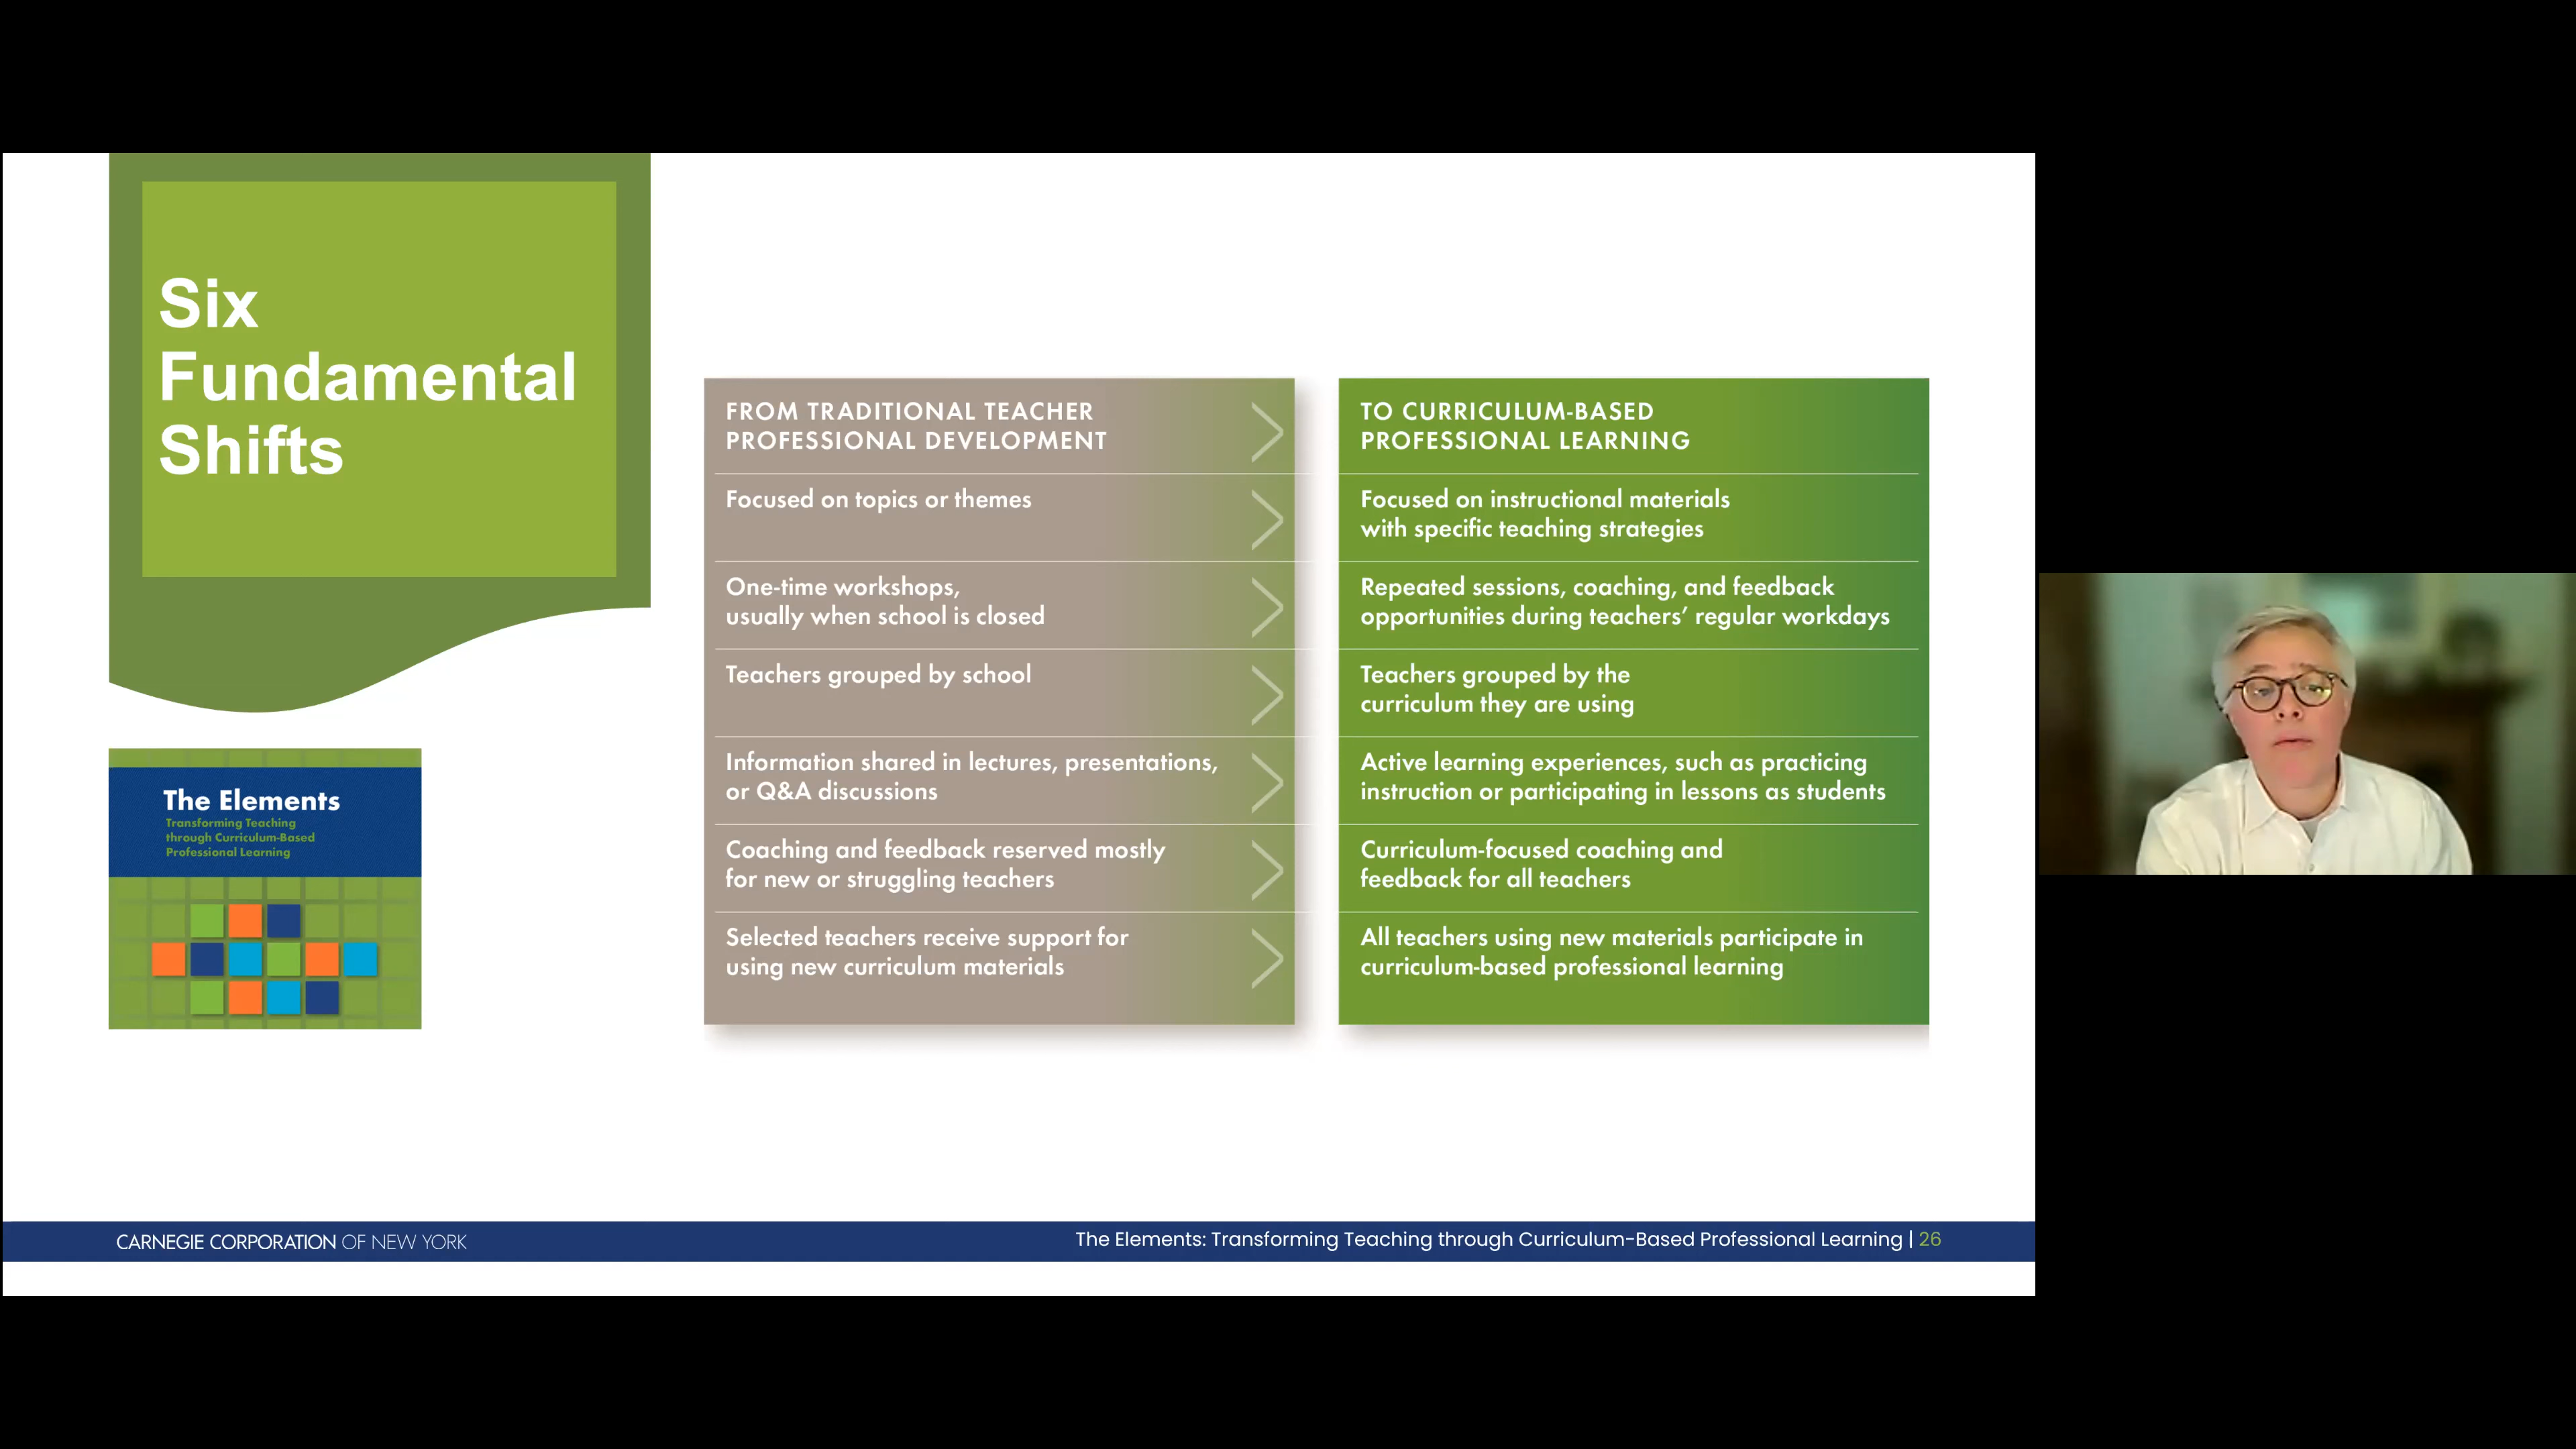 Six
Fundamental
Shifts
The Elements
Transforming Teaching
through Curriculum-Based
Professional Learning
FROM TRADITIONAL TEACHER
PROFESSIONAL DEVELOPMENT
TO CURRICULUM-BASED
PROFESSIONAL LEARNING
Focused on topics or themes
Focused on instructional materials
with specific teaching strategies
One-time workshops,
usually when school is closed
Repeated sessions, coaching, and feedback
opportunities during teachers’ regular workdays
Teachers grouped by school
Teachers grouped by the
curriculum they are using
Information shared in lectures, presentations,
or Q&A discussions
Active learning experiences, such as practicing
instruction or participating in lessons as students
Coaching and feedback reserved mostly
for new or struggling teachers
Curriculum-focused coaching and
feedback for all teachers
Selected teachers receive support for
using new curriculum materials
All teachers using new materials participate in
curriculum-based professional learning
CARNEGIE CORPORATION OF NEW YORK
The Elements: Transforming Teaching through Curriculum-Based Professional Learning | 26